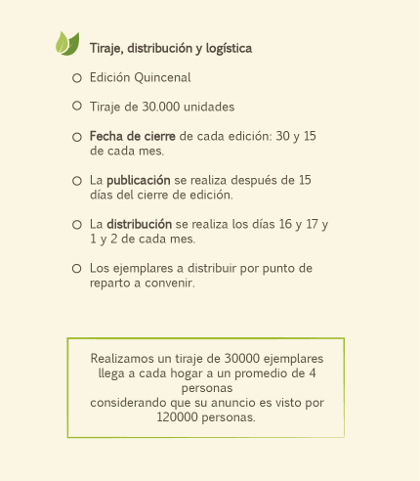 Tiraje, distribución y logística
Edición Quincenal
Tiraje de 30.000 unidades
Fecha de cierre de cada edición: 30 y 15
de cada mes.
La publicación se realiza después de 15
días del cierre de edición.
La distribución se realiza los días 16 y 17 y
1 y 2 de cada mes.
Los ejemplares a distribuir por punto de
reparto a convenir.
Realizamos un tiraje de 30000 ejemplares
llega a cada hogar a un promedio de 4
personas
considerando que su anuncio es visto por
120000 personas.